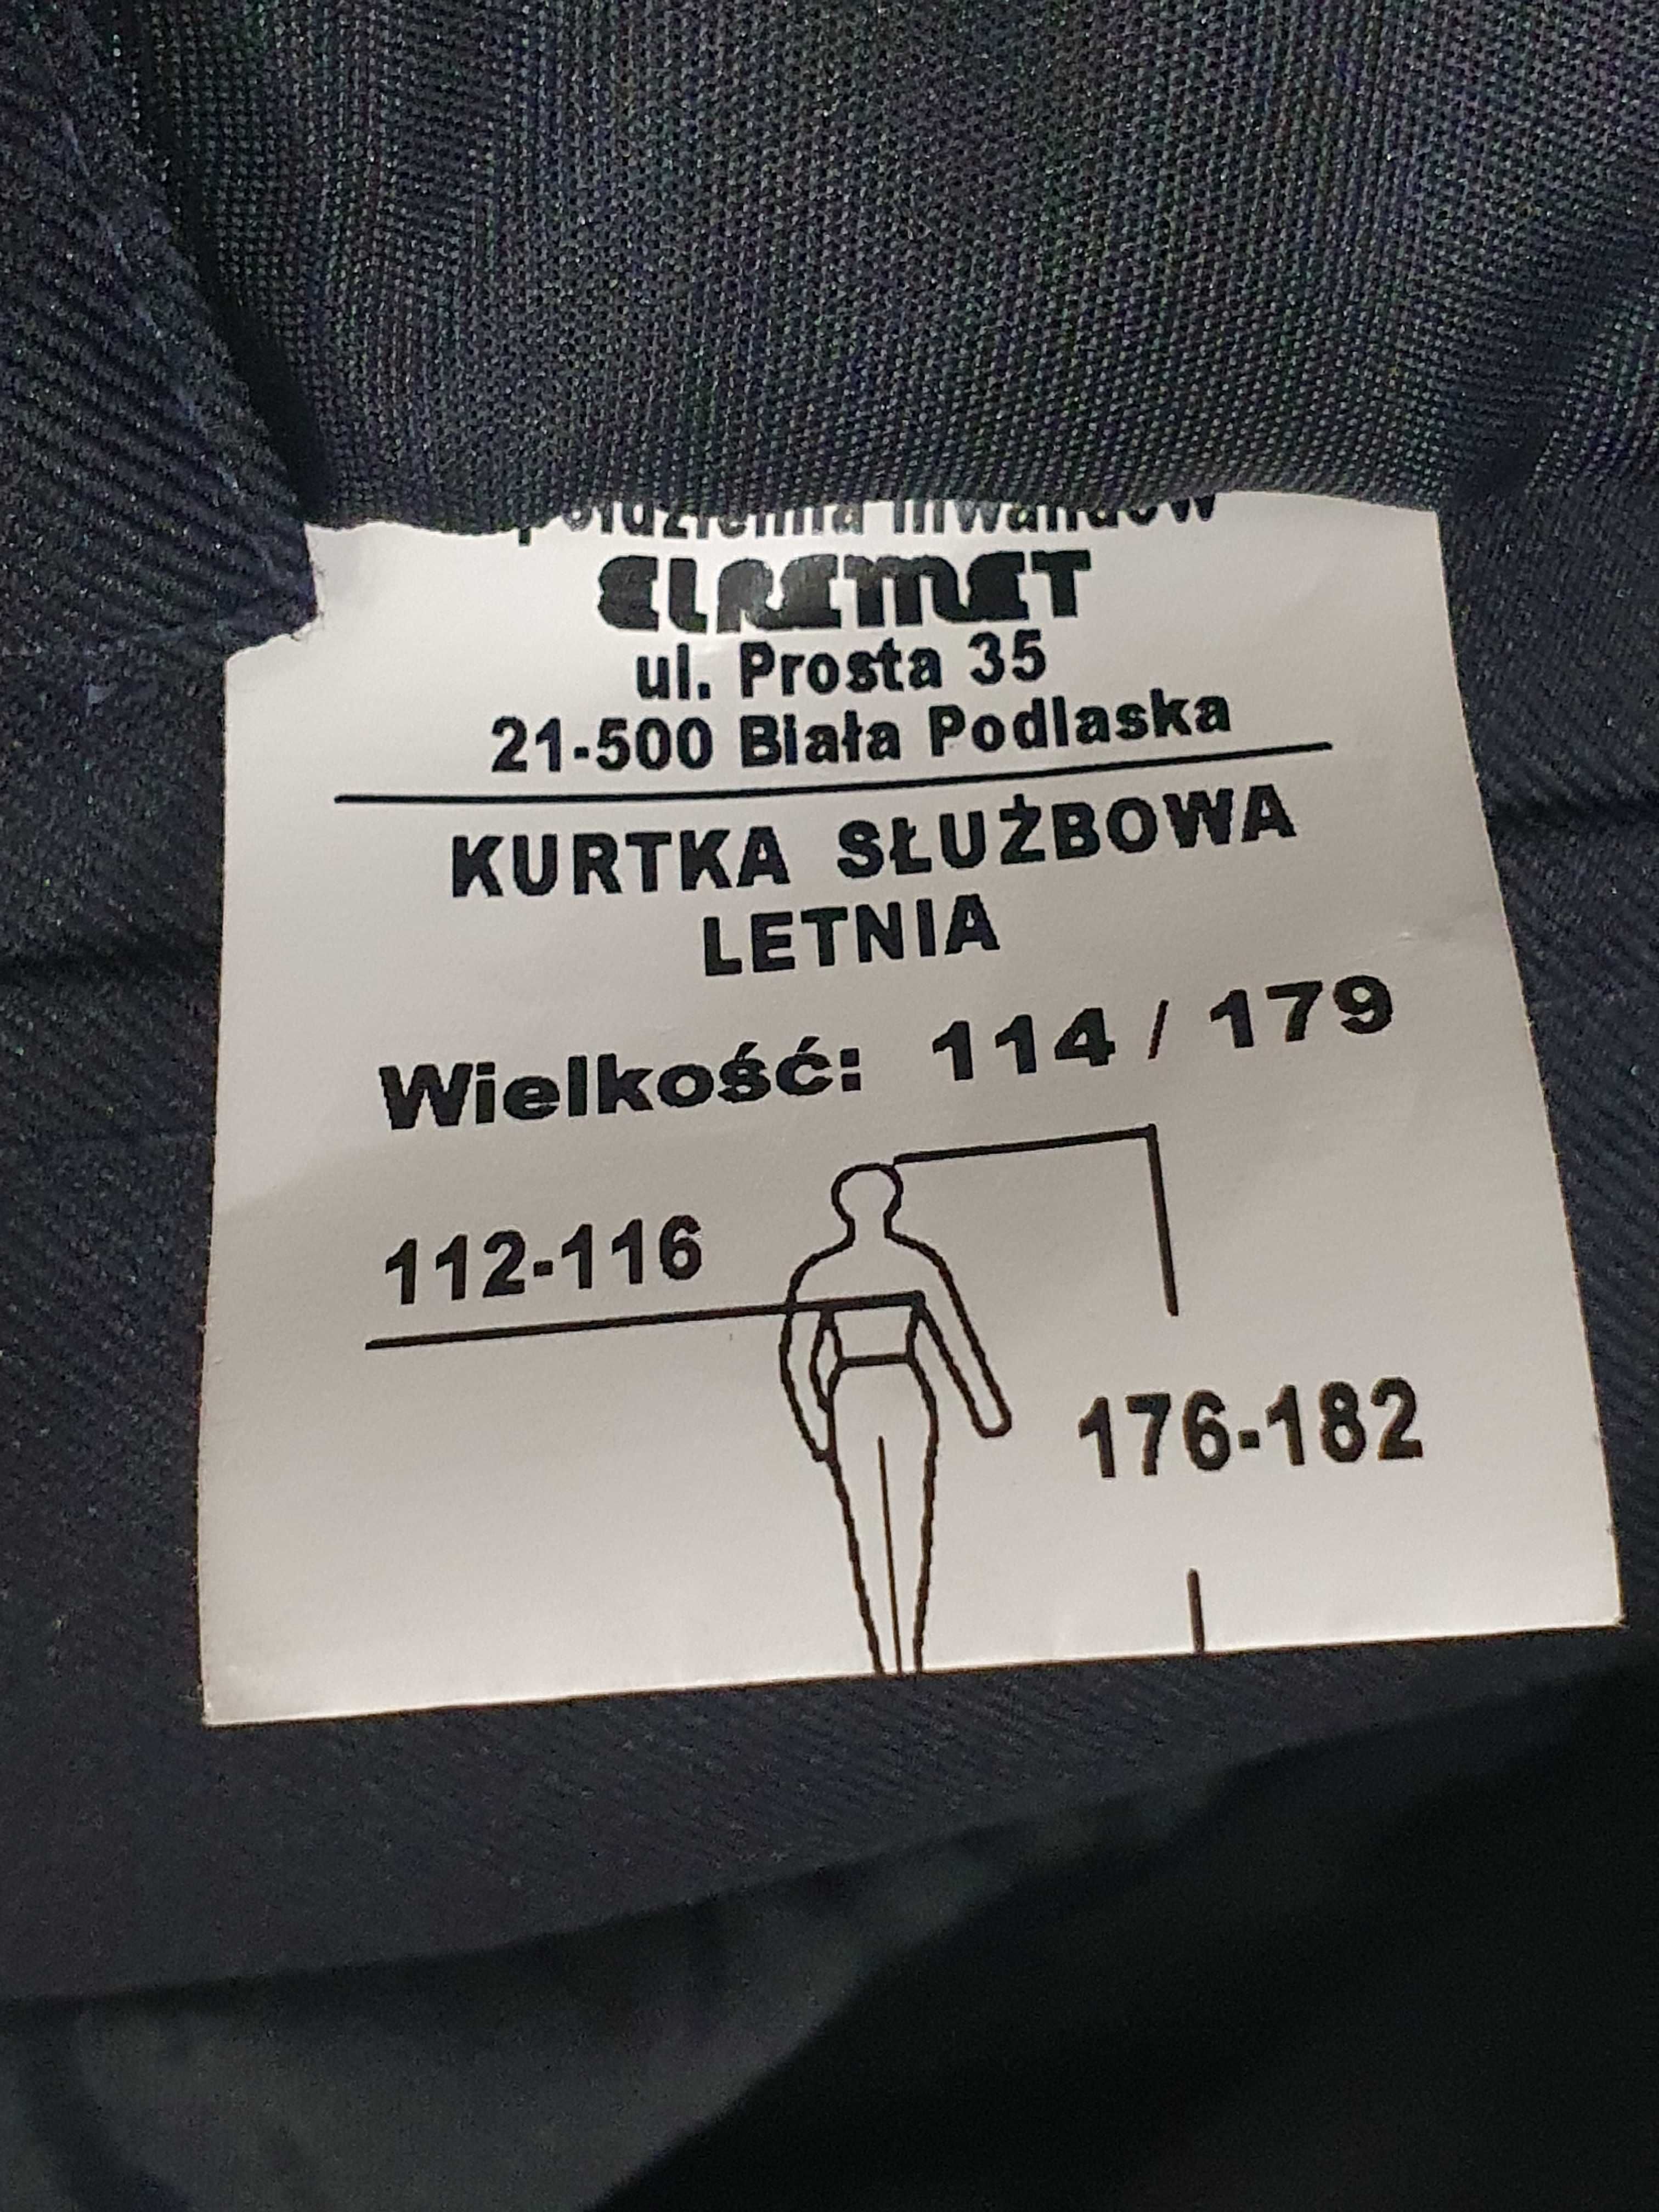 ELREMET
ul. Prosta 35
21-500 Biała Podlaska
KURTKA SŁUŻBOWA
LETNIA
Wielkość: 114 / 179
112-116
176-182